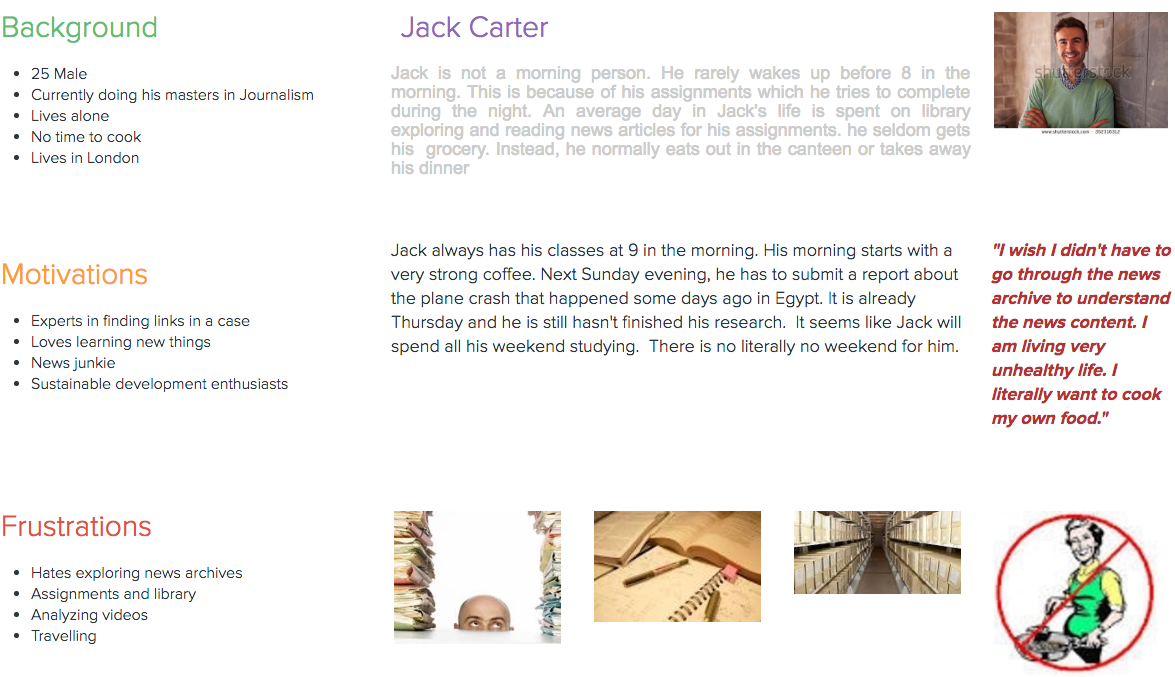 Background
25 Male
Currently doing his masters in Journalism
Lives alone
No time to cook
Lives in London
Jack Carter
Jack is not a morning person. He rarely wakes up before 8 in the
morning. This is because of his assignments which he tries to complete
during the night. An average day in Jack's life is spent on library
exploring and reading news articles for his assignments. he seldom gets
his grocery. Instead, he normally eats out in the canteen or takes away
his dinner
shutterstock
Motivations
Experts in finding links in a case
Loves learning new things
News junkie
Sustainable development enthusiasts
Jack always has his classes at 9 in the morning. His morning starts with a
very strong coffee. Next Sunday evening, he has to submit a report about
the plane crash that happened some days ago in Egypt. It is already
Thursday and he is still hasn't finished his research. It seems like Jack will
spend all his weekend studying. There is no literally no weekend for him.
"I wish I didn't have to
go through the news
archive to understand
the news content. I
am living very
unhealthy life. I
literally want to cook
my own food."
Frustrations
Hates exploring news archives
Assignments and library
Analyzing videos
Travelling